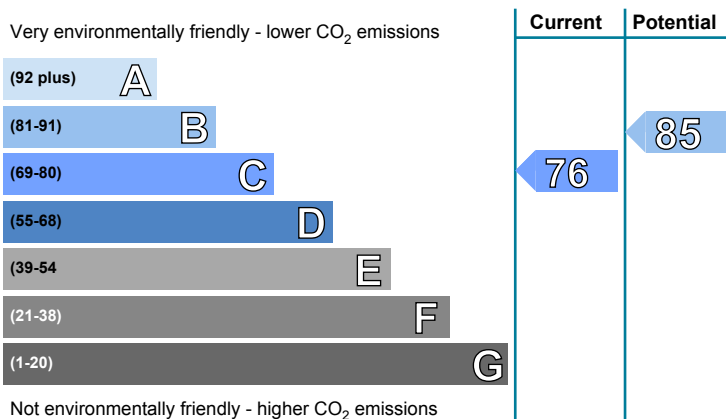 Very environmentally friendly - lower CO₂ emissions
Current
Potential
(92 plus) A
(81-91) B
(69-80) C
(55-68) D
(39-54 E
(21-38) F
(1-20) G
76
85
Not environmentally friendly - higher CO₂ emissions